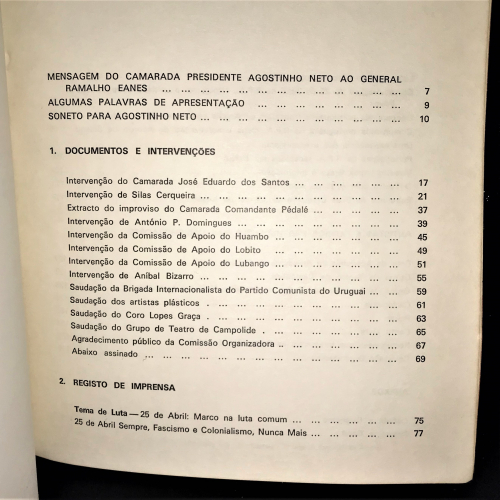 MENSAGEM DO CAMARADA PRESIDENTE AGOSTINHO NETO AO GENERAL
RAMALHO EANES ... ... ... ... ... ... ... ... ... ... ... 7
ALGUMAS PALAVRAS DE APRESENTAÇÃO ... ... ... ... ... ... ... 9
SONETO PARA AGOSTINHO NETO ... ... ... ... ... ... ... ... ... 10
1. DOCUMENTOS E INTERVENÇÕES
Intervenção do Camarada José Eduardo dos Santos ... ... ... ... ... ... 17
Intervenção de Silas Cerqueira ... ... ... ... ... ... ... ... ... ... 21
Extracto do improviso do Camarada Comandante Pédalé ... ... ... ... ... 37
Intervenção de António P. Domingues ... ... ... ... ... ... ... ... 39
Intervenção da Comissão de Apoio do Huambo ... ... ... ... ... ... ... 45
Intervenção da Comissão de Apoio do Lobito ... ... ... ... ... ... ... 49
Intervenção da Comissão de Apoio do Lubango ... ... ... ... ... ... ... 51
Intervenção de Aníbal Bizarro ... ... ... ... ... ... ... ... ... ... 55
Saudação da Brigada Internacionalista do Partido Comunista do Uruguai ... ... 59
Saudação dos artistas plásticos . ... ... ... ... ... ... ... ... ... 61
Saudação do Coro Lopes Graça . ... ... ... ... ... ... ... ... ... 63
Saudação do Grupo de Teatro de Campolide . ... ... ... ... ... ... ... 65
Agradecimento público da Comissão Organizadora .. ... ... ... ... ... ... 67
Abaixo assinado ... ... ... ... ... ... ... ... ... ... ... ... 69
2. REGISTO DE IMPRENSA
Tema de Luta — 25 de Abril: Marco na luta comum ... ... ... ... ... ... 75
25 de Abril Sempre, Fascismo e Colonialismo, Nunca Mais ... ... ... ... ... 77